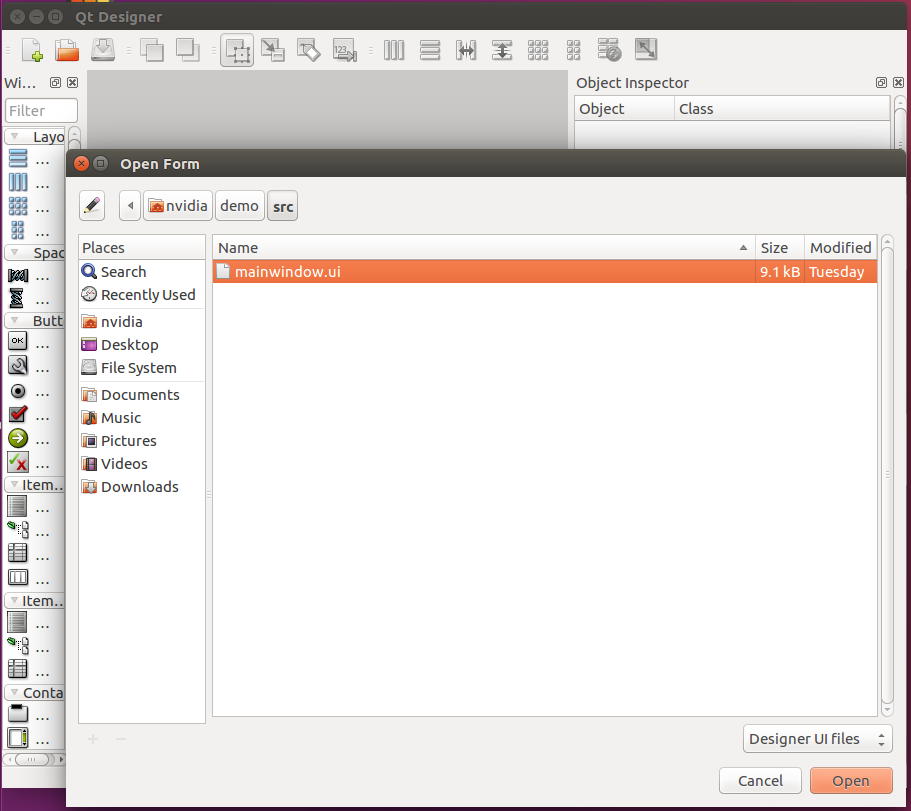 Qt Designer
123
Wi...
Object Inspector
Filter
Object
Class
Layo
...
...
...
...
Spac
...
...
Butt
OK
...
...
...
...
...
...
Item...
...
...
...
...
Item...
...
...
...
Conta
...
...
Open Form
nvidia
demo
src
Places
Search
Recently Used
nvidia
Desktop
File System
Documents
Music
Pictures
Videos
Downloads
Name
Size
Modified
mainwindow.ui
9.1 kB
Tuesday
Designer UI files
Cancel
Open